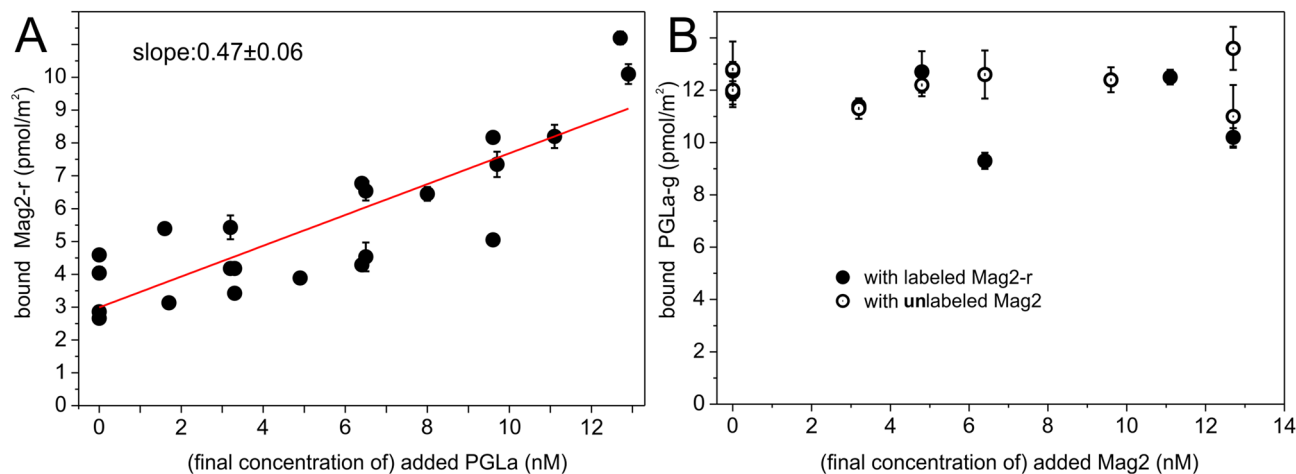 A
slope:0.47±0.06
bound Mag2-r (pmol/m²)
10
9
8
7
6
5
4
3
2
1
0
0 2 4 6 8 10 12
(final concentration of) added PGLa (nM)
B
bound PGLa-g (pmol/m²)
14
12
10
8
6
4
2
0
with labeled Mag2-r
with unlabeled Mag2
0 2 4 6 8 10 12 14
(final concentration of) added Mag2 (nM)